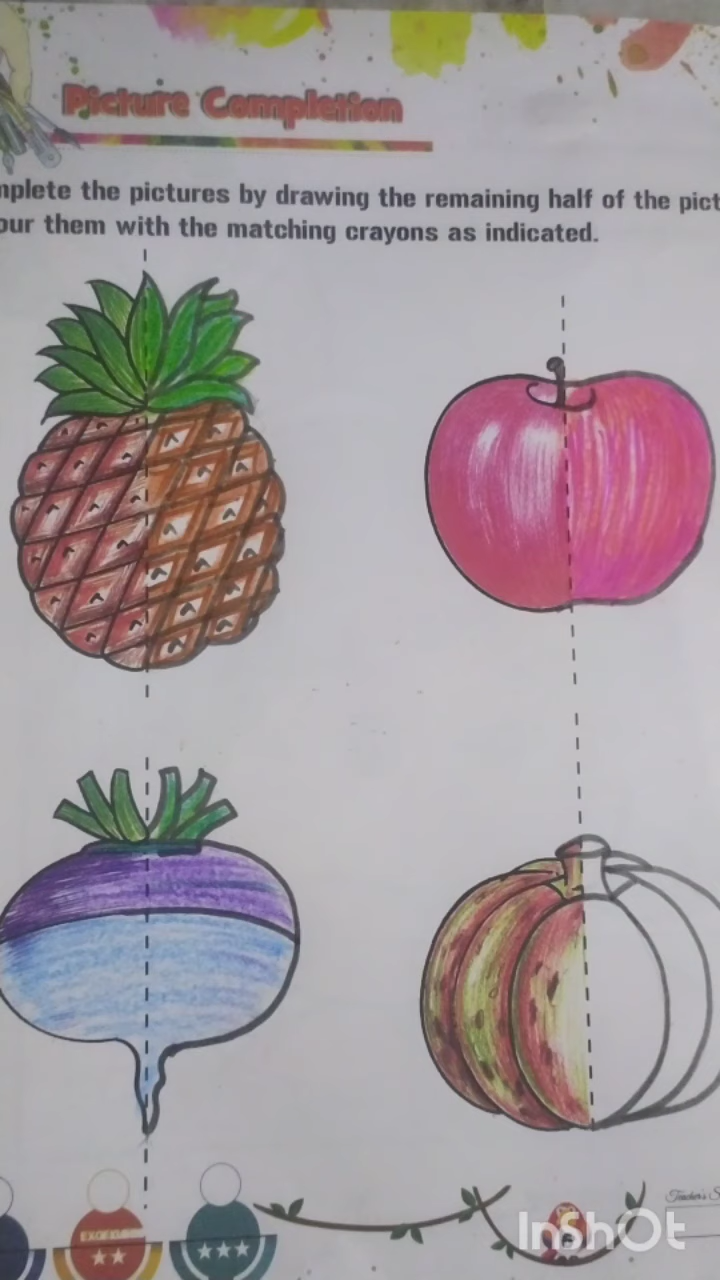 Picture Completion
mplete the pictures by drawing the remaining half of the pict
our them with the matching crayons as indicated.
Teacher's S
InShOt